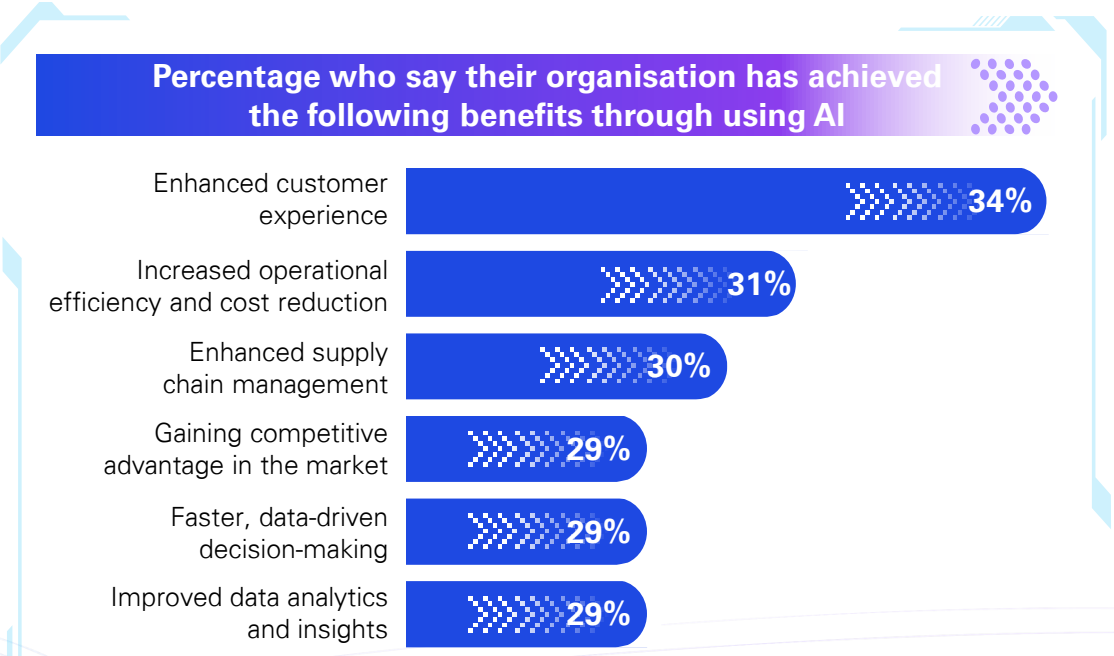 Percentage who say their organisation has achieved
the following benefits through using AI
Enhanced customer
experience
34%
Increased operational
efficiency and cost reduction
31%
Enhanced supply
chain management
30%
Gaining competitive
advantage in the market
29%
Faster, data-driven
decision-making
29%
Improved data analytics
and insights
29%